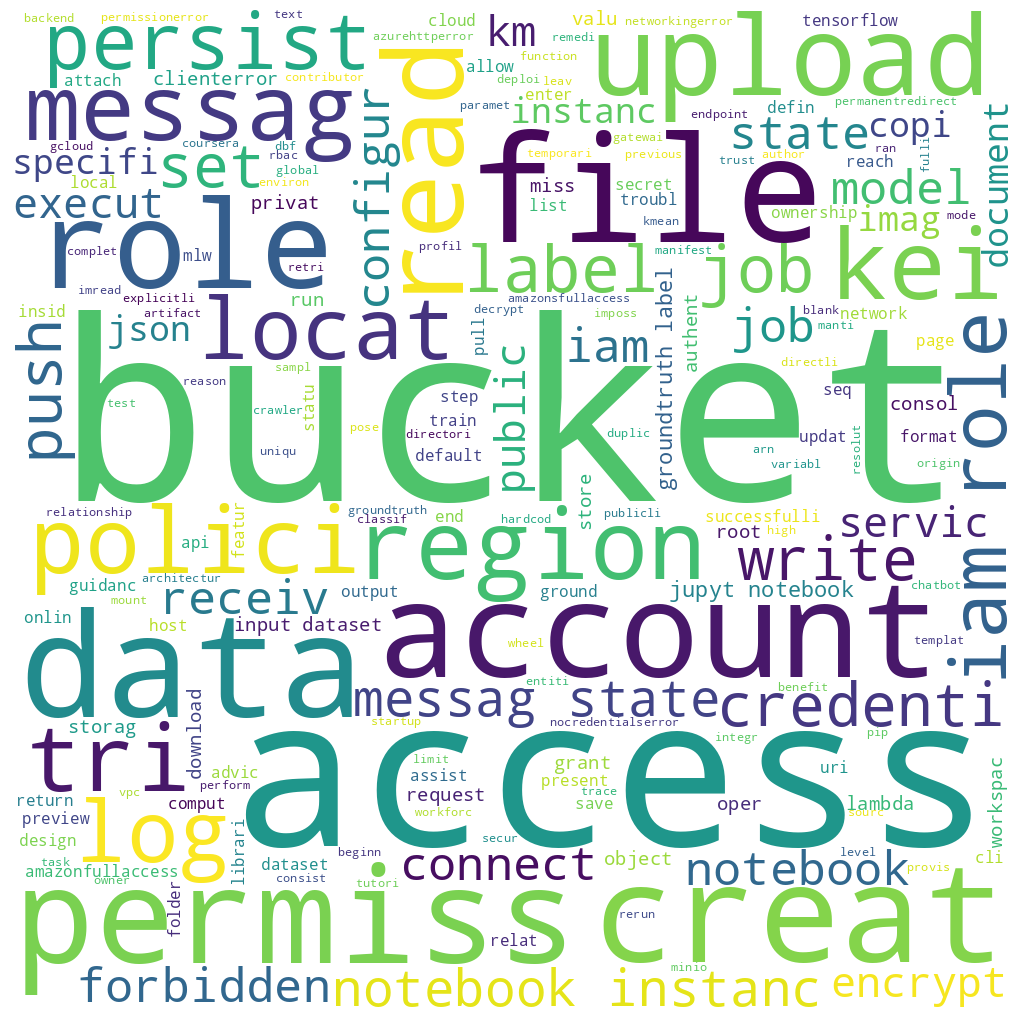 backend
permissionerror
text
cloud
azurehttperror
km
valu
networkingerror
tensorflow
persist
remedi
upload
attach
clienterror
contributor
read
allow
function
deploi
leav
enter
messag
gcloud
coursera
dbf
configur
paramet
instanc
defin
endpoint
permanentredirect
state
copi
file
gatewai
temporari
previous
trust
author
ran
fulli
document
specifi
set
rbac
global
local
environ
reach
miss
secret
troubl
list
model
mode
execut
privat
role
ownership
imag
kmean
profil
label
manifest
job
kei
complet
mlw
retri
imread
explicitli
artifact
run
amazonsfullaccess
decrypt
imposs
blank
manti
network
insid
push
json
locat
pull
iam
groundtruth label
authent
job
directli
page
iam role
bucket
reason
sampl
crawler
statu
test
pose
uniqu
public
step
train
directori
default
duplic
seq
consol
updat
format
arn
variabl
resolut
origin
relationship
polici
featur
groundtruth
classif
region
end
hardcod
store
publicli
successfulli
root
high
servic
api
write
guidanc
architectur
mount
receiv
output
ground
jupyt notebook
chatbot
onlin
host
input dataset
data
account
wheel
templat
entiti
messag state
benefit
credenti
startup
nocredentialserror
storag
download
tri
integr
pip
access
limit
advic
perform
assist
grant
present
uri
return
preview
vpc
comput
request
trace
save
oper
lambda
workspac
workforc
sourc
design
log
librari
beginn
secur
task
amazonfullaccess
owner
dataset
consist
connect
object
notebook
level
provis
cli
tutori
permiss
folder
creat
rerun
relat
minio
forbidden
notebook instanc
encrypt